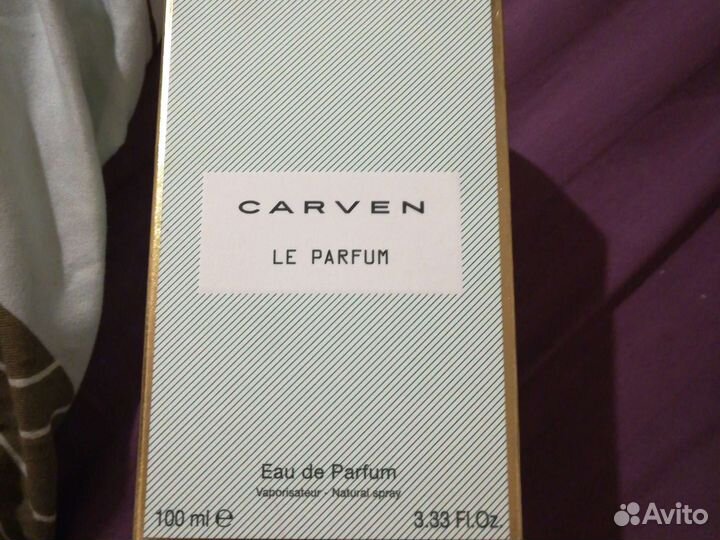 CARVEN
LE PARFUM
Eau de Parfum
Vaporisateur - Natural spray
100 ml ℮ 3.33 Fl.Oz.
Avito